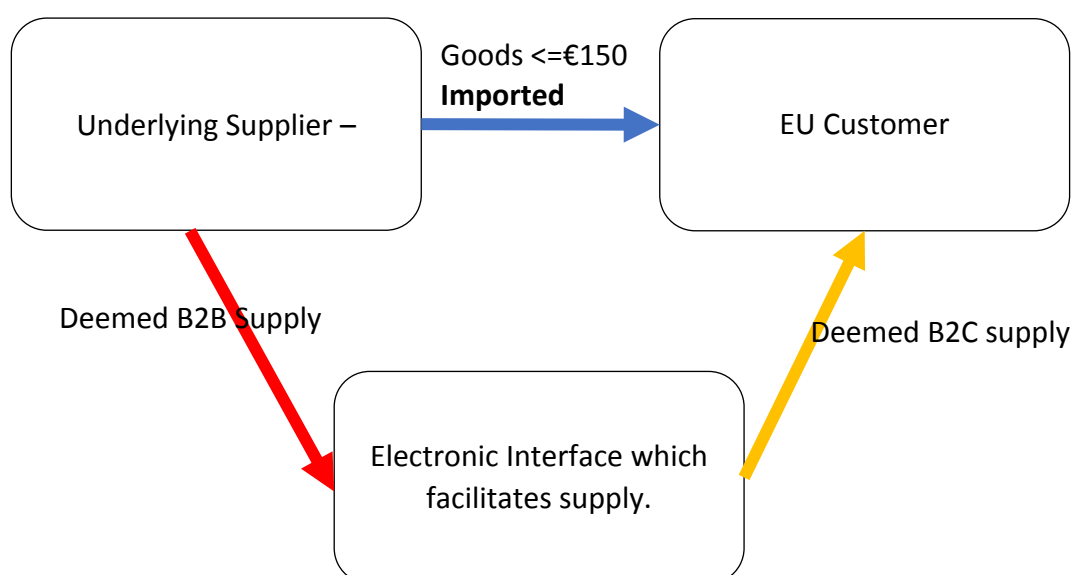 Goods <=€150
Imported
Underlying Supplier –
EU Customer
Deemed B2B Supply
Deemed B2C supply
Electronic Interface which
facilitates supply.